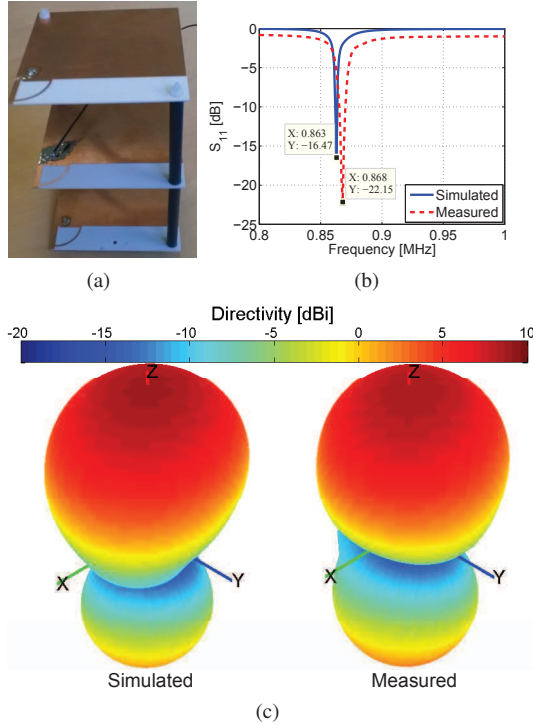 0
−5
−10
−15
−20
−25
S11 [dB]
X: 0.863
Y: −16.47
X: 0.868
Y: −22.15
Simulated
Measured
0.8 0.85 0.9 0.95 1
Frequency [MHz]
(a) (b)
Directivity [dBi]
-20 -15 -10 -5 0 5 10
Z Z
X Y X Y
Simulated Measured
(c)